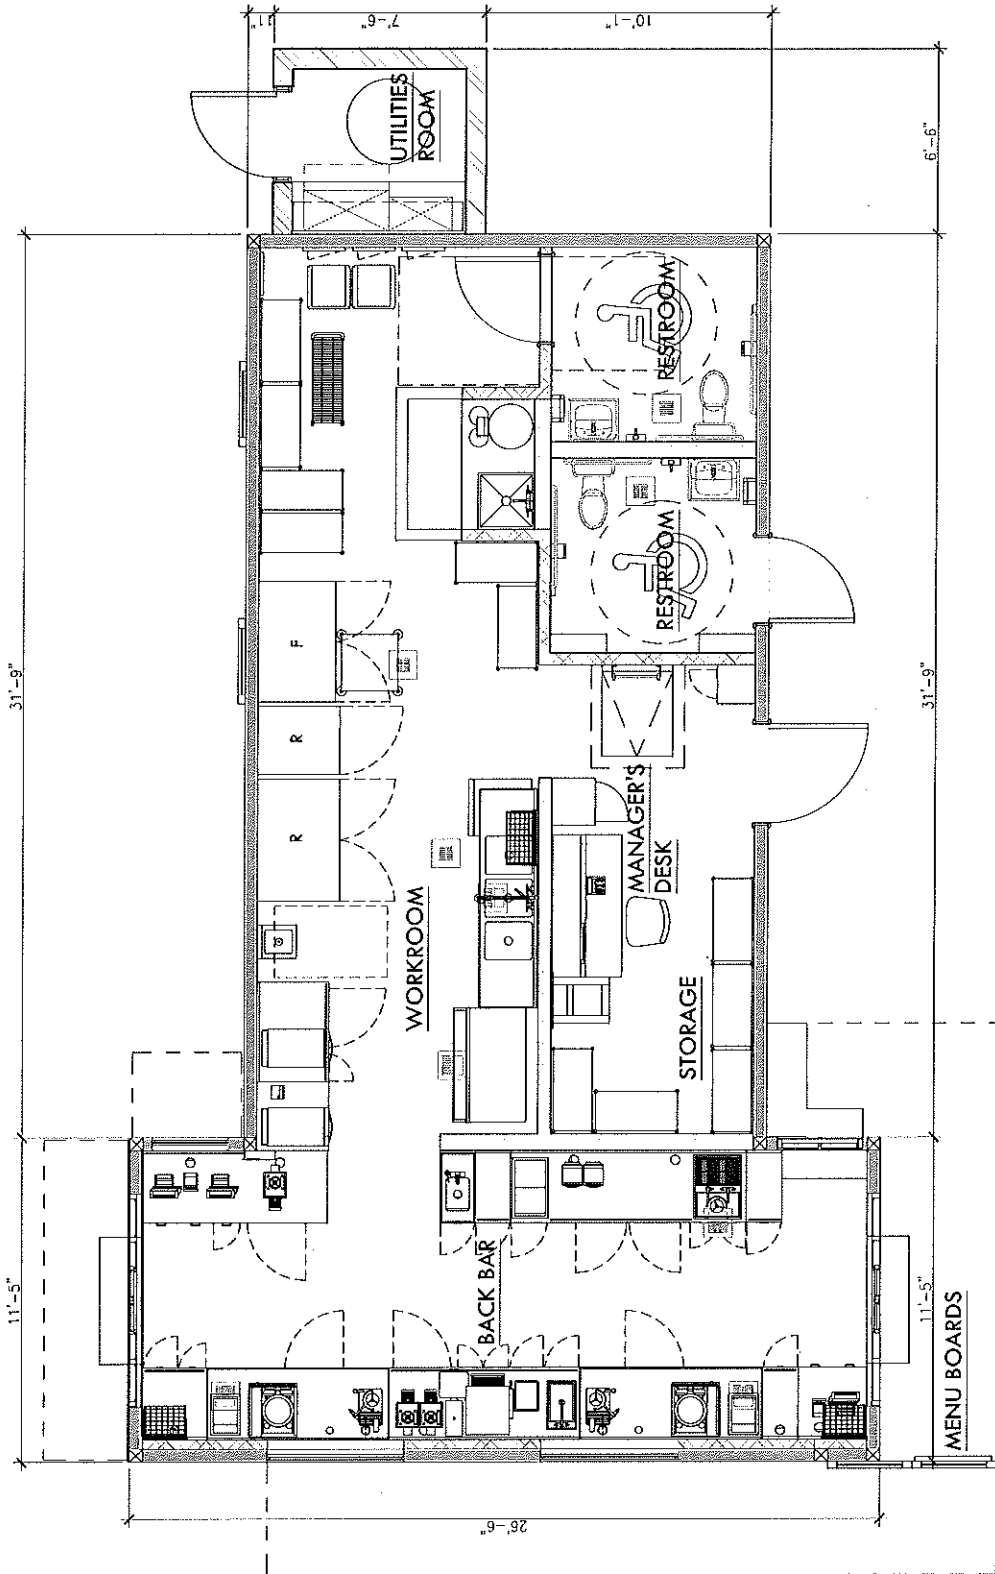 11"
7'-6"
10'-1"
UTILITIES
ROOM
6'-6"
31'-9"
RESTROOM
RESTROOM
F
R
R
31'-9"
MANAGER'S
DESK
WORKROOM
STORAGE
11'-5"
BACK BAR
11'-5"
MENU BOARDS
26'-6"